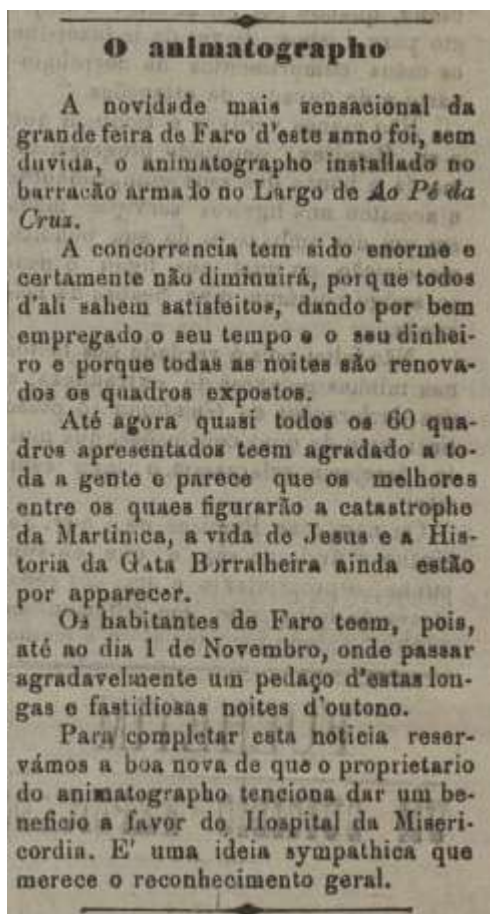 O animatographo
A novidade mais sensacional da
grande feira de Faro d'este anno foi, sem
duvida, o animatographo installado no
barracão armado no Largo de Ao Pé da
Cruz.
A concorrencia tem sido enorme e
certamente não diminuirá, porque todos
d'ali sahem satisfeitos, dando por bem
empregado o seu tempo e o seu dinhei-
ro e porque todas as noites são renova-
dos os quadros expostos.
Até agora quasi todos os 60 qua-
dros apresentados teem agradado a to-
da a gente e parece que os melhores
entre os quaes figurarão a catastrophe
da Martinica, a vida de Jesus e a His-
toria da Gata Borralheira ainda estão
por apparecer.
Os habitantes de Faro teem, pois,
até ao dia 1 de Novembro, onde passar
agradavelmente um pedaço d'estas lon-
gas e fastidiosas noites d'outono.
Para completar esta noticia reser-
vámos a boa nova de que o proprietario
do animatographo tenciona dar um be-
neficio a favor do Hospital da Miseri-
cordia. E' uma ideia sympathica que
merece o reconhecimento geral.